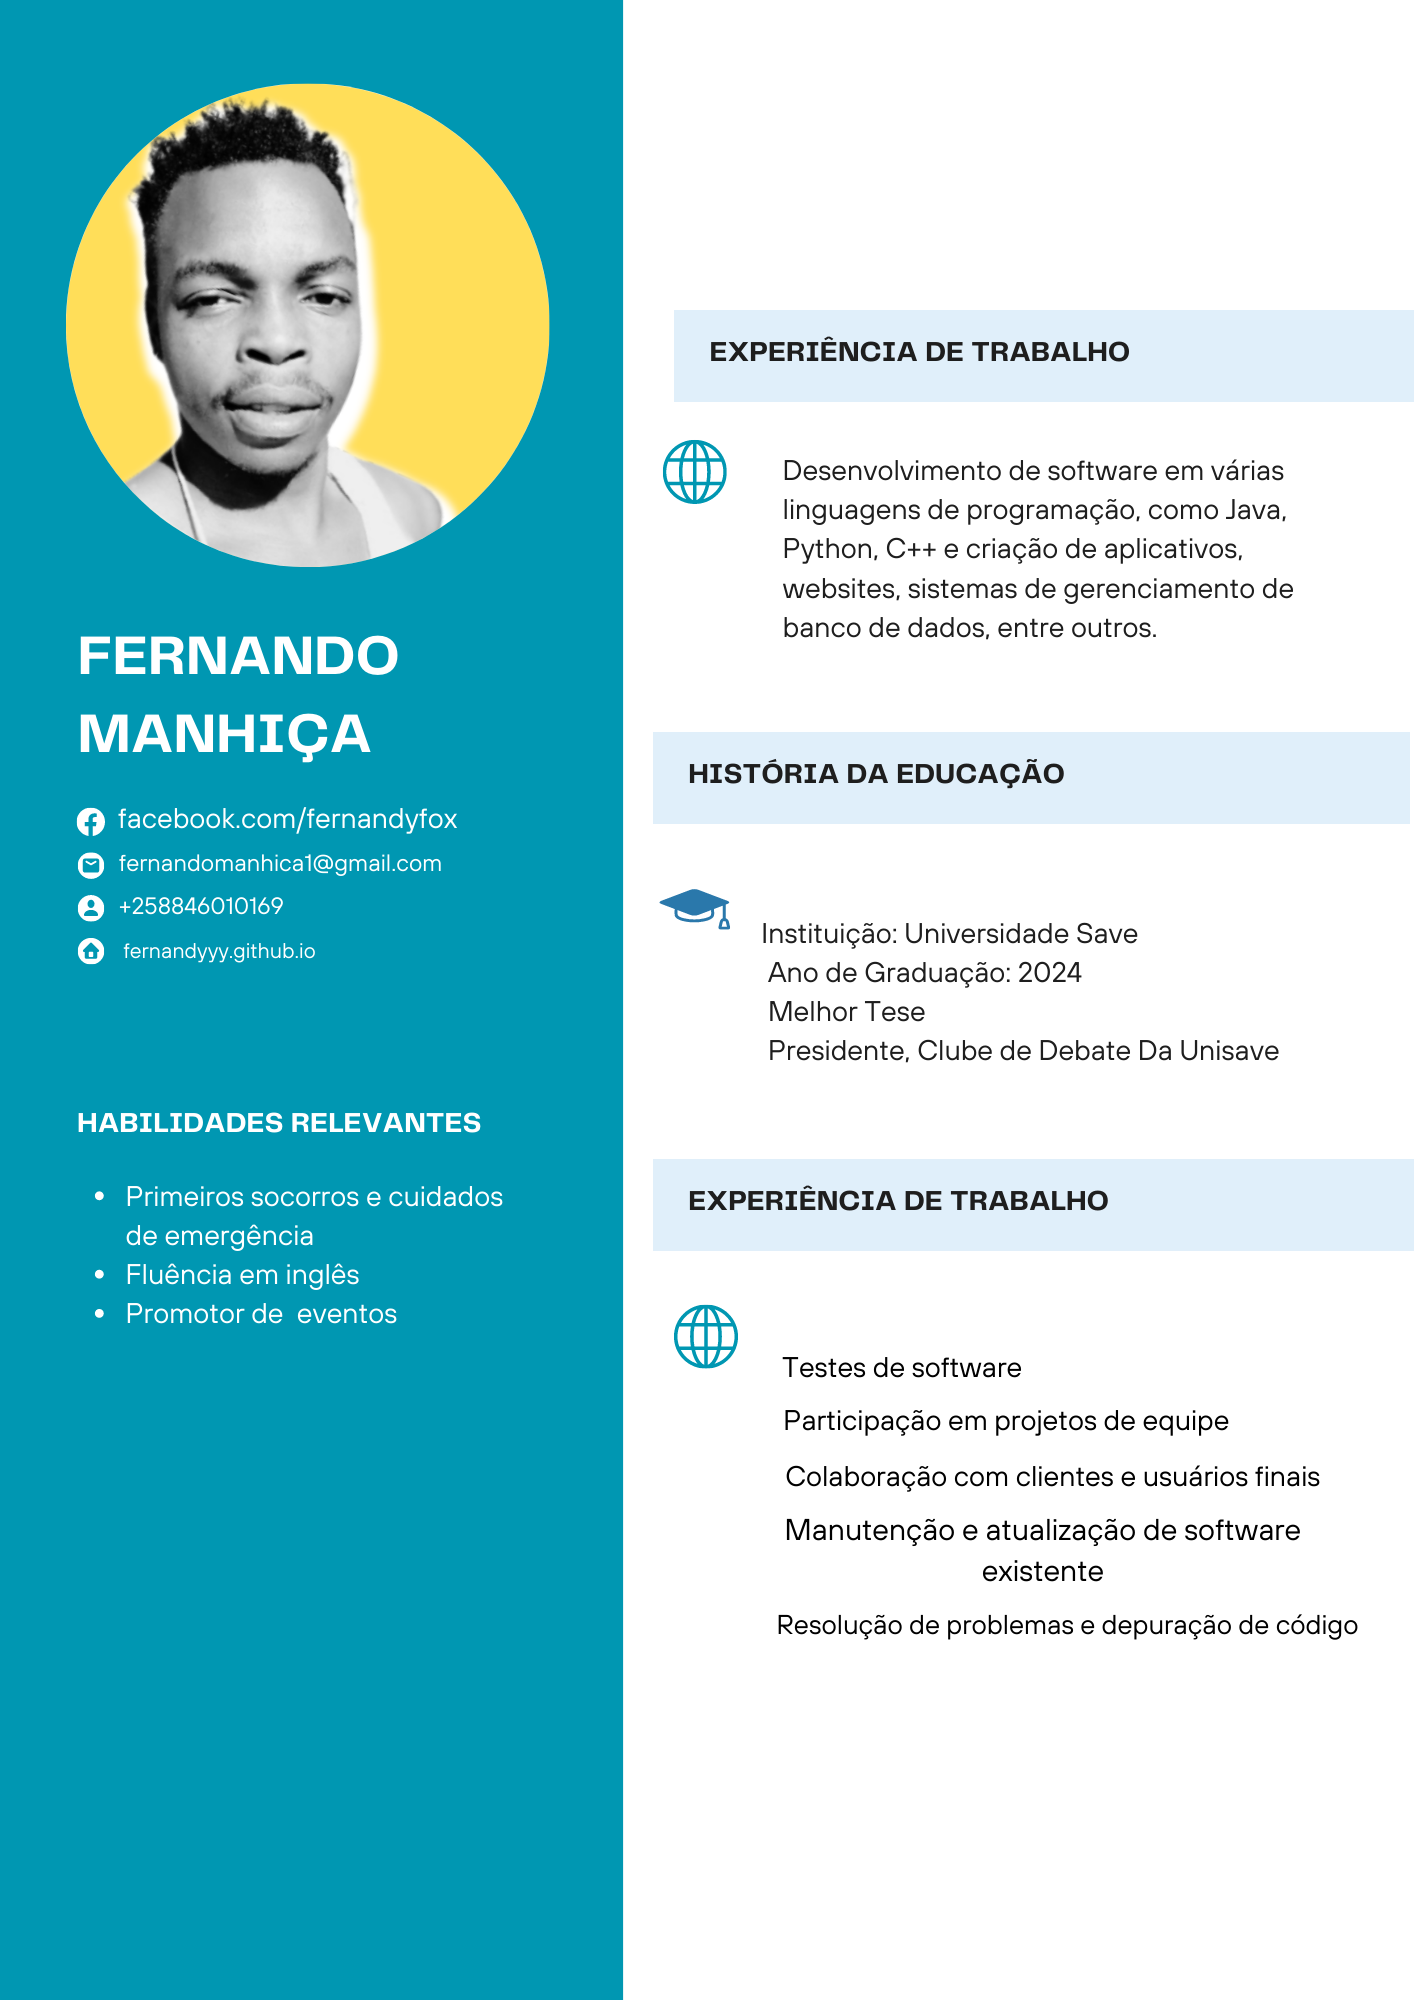 FERNANDO
MANHIÇA
facebook.com/fernandyfox
fernandomanhica1@gmail.com
+258846010169
fernandyyy.github.io
HABILIDADES RELEVANTES
• Primeiros socorros e cuidados
de emergência
• Fluência em inglês
• Promotor de  eventos
EXPERIÊNCIA DE TRABALHO
Desenvolvimento de software em várias
linguagens de programação, como Java,
Python, C++ e criação de aplicativos,
websites, sistemas de gerenciamento de
banco de dados, entre outros.
HISTÓRIA DA EDUCAÇÃO
Instituição: Universidade Save
Ano de Graduação: 2024
Melhor Tese
Presidente, Clube de Debate Da Unisave
EXPERIÊNCIA DE TRABALHO
Testes de software
Participação em projetos de equipe
Colaboração com clientes e usuários finais
Manutenção e atualização de software
existente
Resolução de problemas e depuração de código